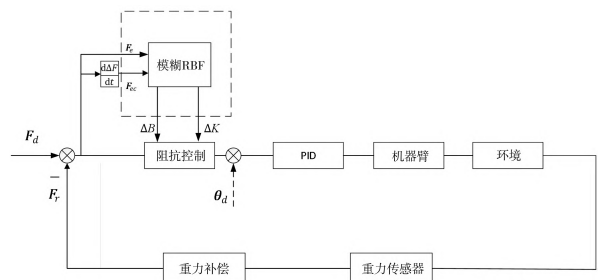 F_e
模糊RBF
dΔF
dt
F_ec
ΔB
ΔK
F_d
阻抗控制
PID
机器臂
环境
F_r
θ_d
重力补偿
重力传感器